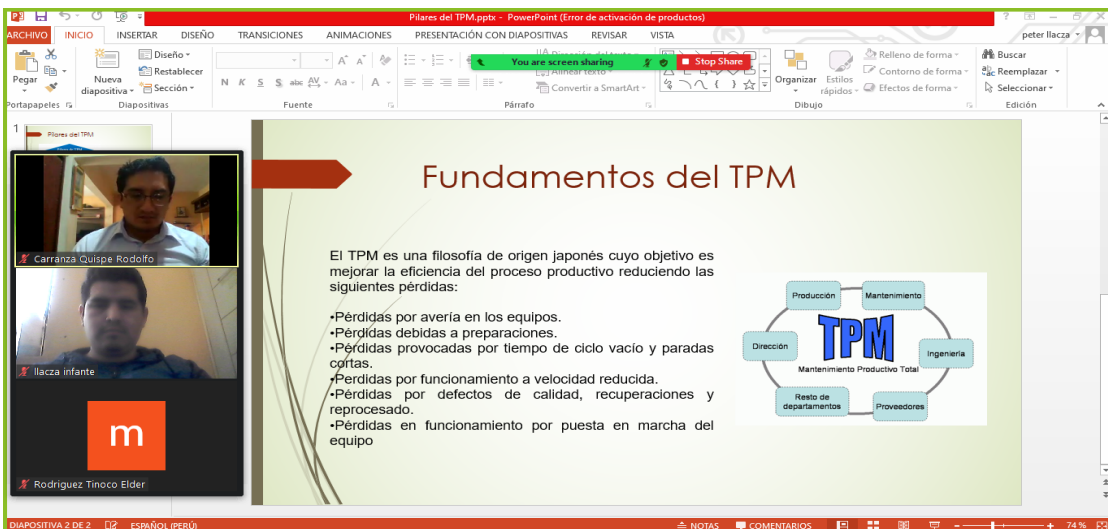 Pilares del TPM.pptx - PowerPoint (Error de activación de productos)
ARCHIVO INICIO INSERTAR DISEÑO TRANSICIONES ANIMACIONES PRESENTACIÓN CON DIAPOSITIVAS REVISAR VISTA peter llacza
You are screen sharing Stop Share
Pegar
Nueva diapositiva
Diseño
Restablecer
Sección
N K S S abc AV Aa A
Alinear texto
Convertir a SmartArt
Organizar
Estilos rápidos
Relleno de forma
Contorno de forma
Efectos de forma
Buscar
Reemplazar
Seleccionar
Portapapeles Diapositivas Fuente Párrafo Dibujo Edición
1
Pilares del TPM
Carranza Quispe Rodolfo
llacza infante
m
Rodriguez Tinoco Elder
Fundamentos del TPM
El TPM es una filosofía de origen japonés cuyo objetivo es
mejorar la eficiencia del proceso productivo reduciendo las
siguientes pérdidas:
•Pérdidas por avería en los equipos.
•Pérdidas debidas a preparaciones.
•Pérdidas provocadas por tiempo de ciclo vacío y paradas
cortas.
•Perdidas por funcionamiento a velocidad reducida.
•Pérdidas por defectos de calidad, recuperaciones y
reprocesado.
•Pérdidas en funcionamiento por puesta en marcha del
equipo
Producción
Mantenimiento
Dirección
TPM
Mantenimiento Productivo Total
Ingeniería
Resto de
departamentos
Proveedores
DIAPOSITIVA 2 DE 2 ESPAÑOL (PERÚ) NOTAS COMENTARIOS 74 %